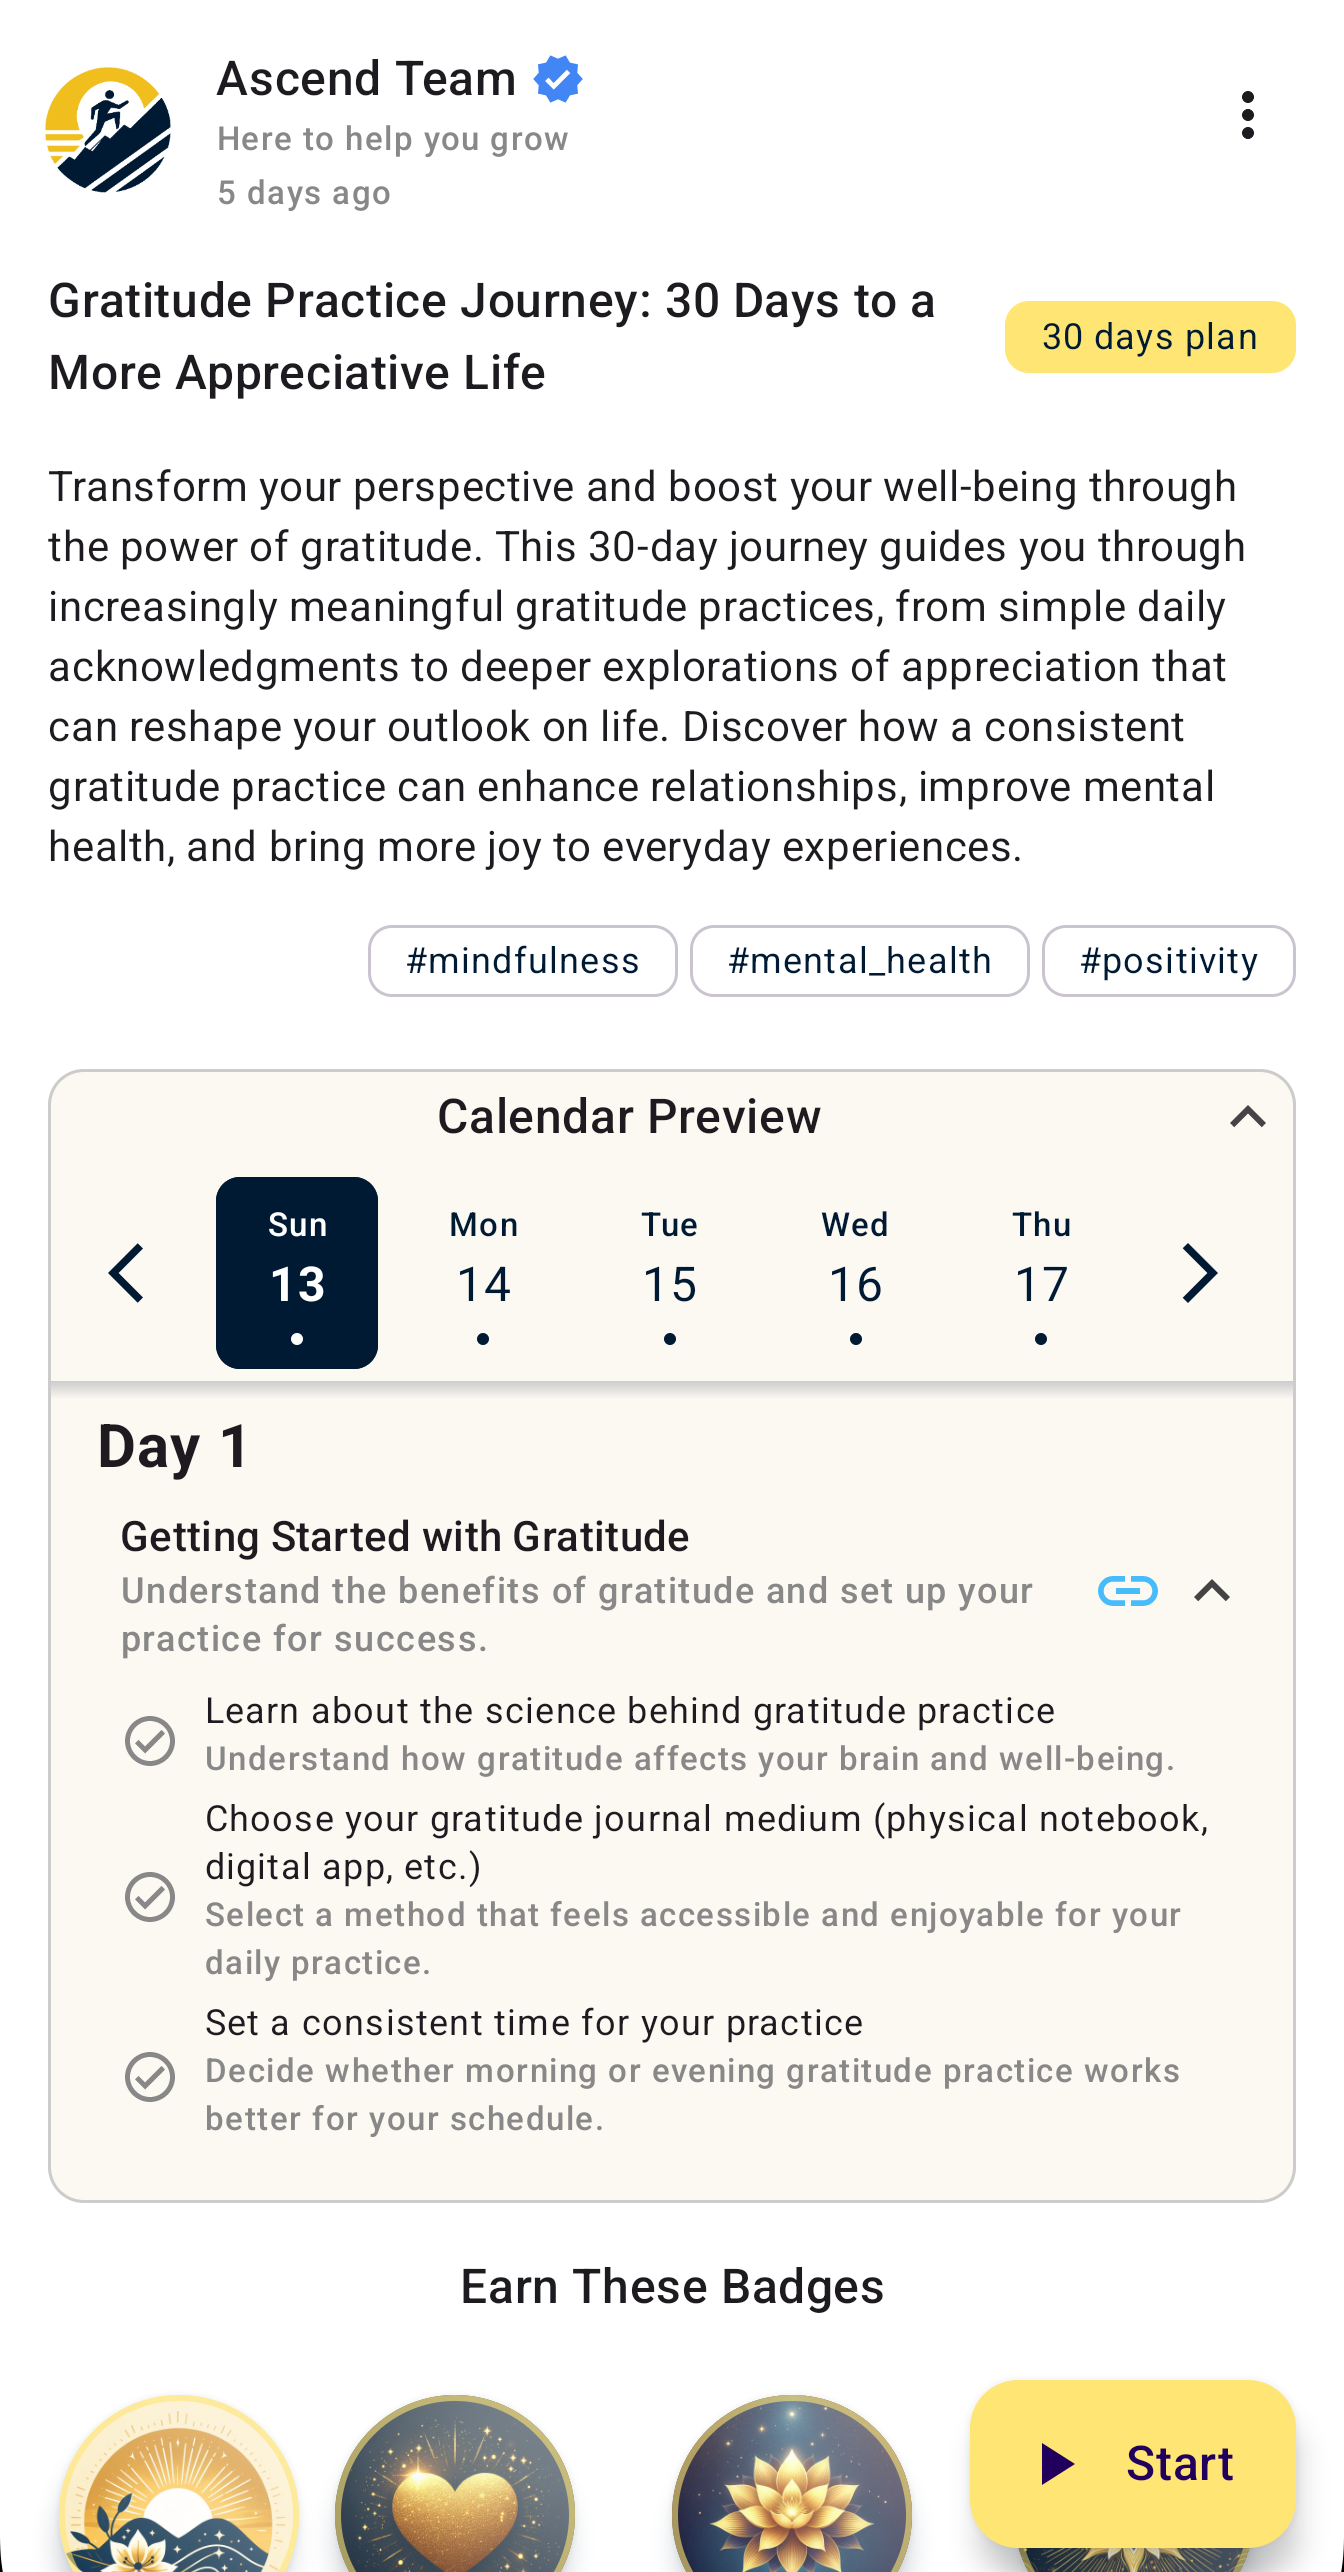 Ascend Team
Here to help you grow
5 days ago
Gratitude Practice Journey: 30 Days to a
More Appreciative Life
30 days plan
Transform your perspective and boost your well-being through
the power of gratitude. This 30-day journey guides you through
increasingly meaningful gratitude practices, from simple daily
acknowledgments to deeper explorations of appreciation that
can reshape your outlook on life. Discover how a consistent
gratitude practice can enhance relationships, improve mental
health, and bring more joy to everyday experiences.
#mindfulness #mental_health #positivity
Calendar Preview
Sun Mon Tue Wed Thu
13 14 15 16 17
Day 1
Getting Started with Gratitude
Understand the benefits of gratitude and set up your
practice for success.
Learn about the science behind gratitude practice
Understand how gratitude affects your brain and well-being.
Choose your gratitude journal medium (physical notebook,
digital app, etc.)
Select a method that feels accessible and enjoyable for your
daily practice.
Set a consistent time for your practice
Decide whether morning or evening gratitude practice works
better for your schedule.
Earn These Badges
Start